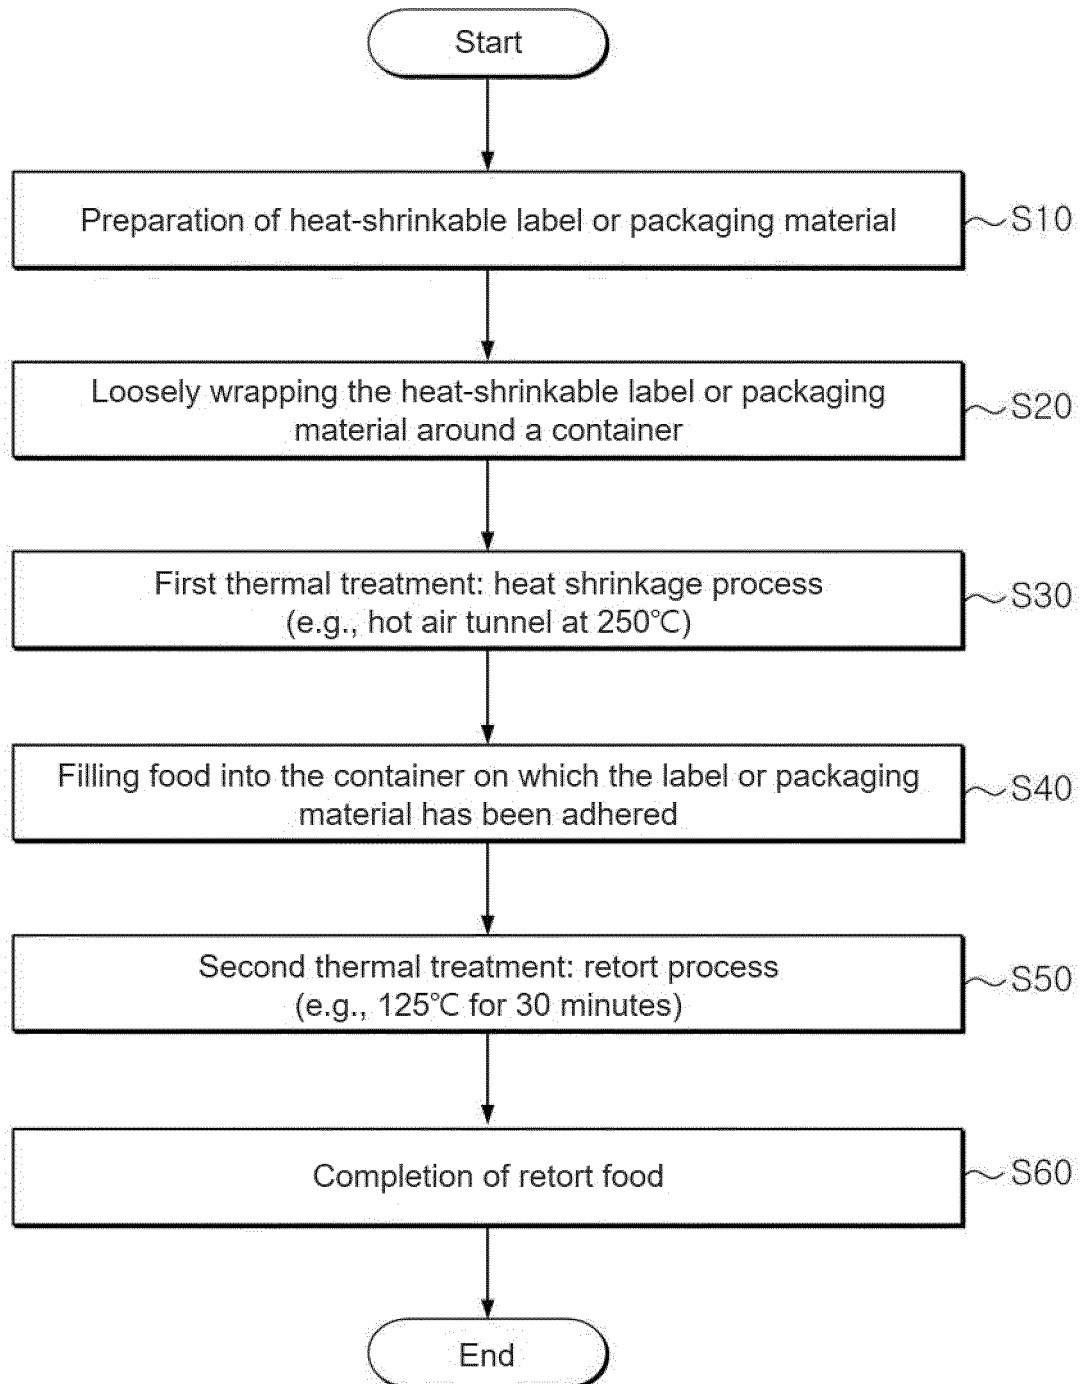 Start
Preparation of heat-shrinkable label or packaging material
S10
Loosely wrapping the heat-shrinkable label or packaging
material around a container
S20
First thermal treatment: heat shrinkage process
(e.g., hot air tunnel at 250℃)
S30
Filling food into the container on which the label or packaging
material has been adhered
S40
Second thermal treatment: retort process
(e.g., 125℃ for 30 minutes)
S50
Completion of retort food
S60
End